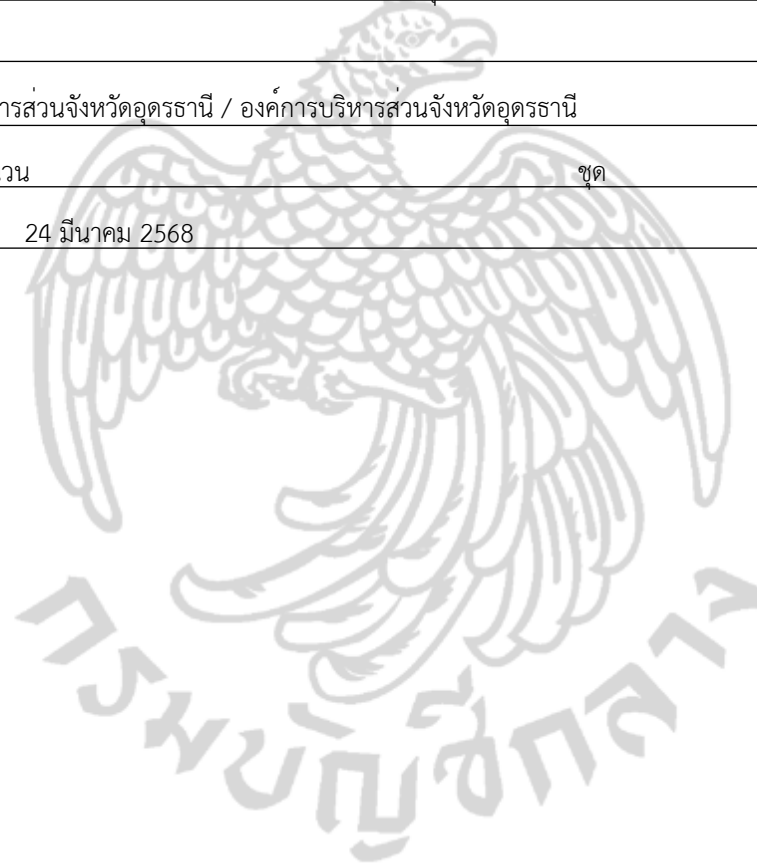 ารส่วนจังหวัดอุดรธานี / องค์การบริหารส่วนจังหวัดอุดรธานี
วน ชุด
24 มีนาคม 2568
กรมบัญชีกลาง